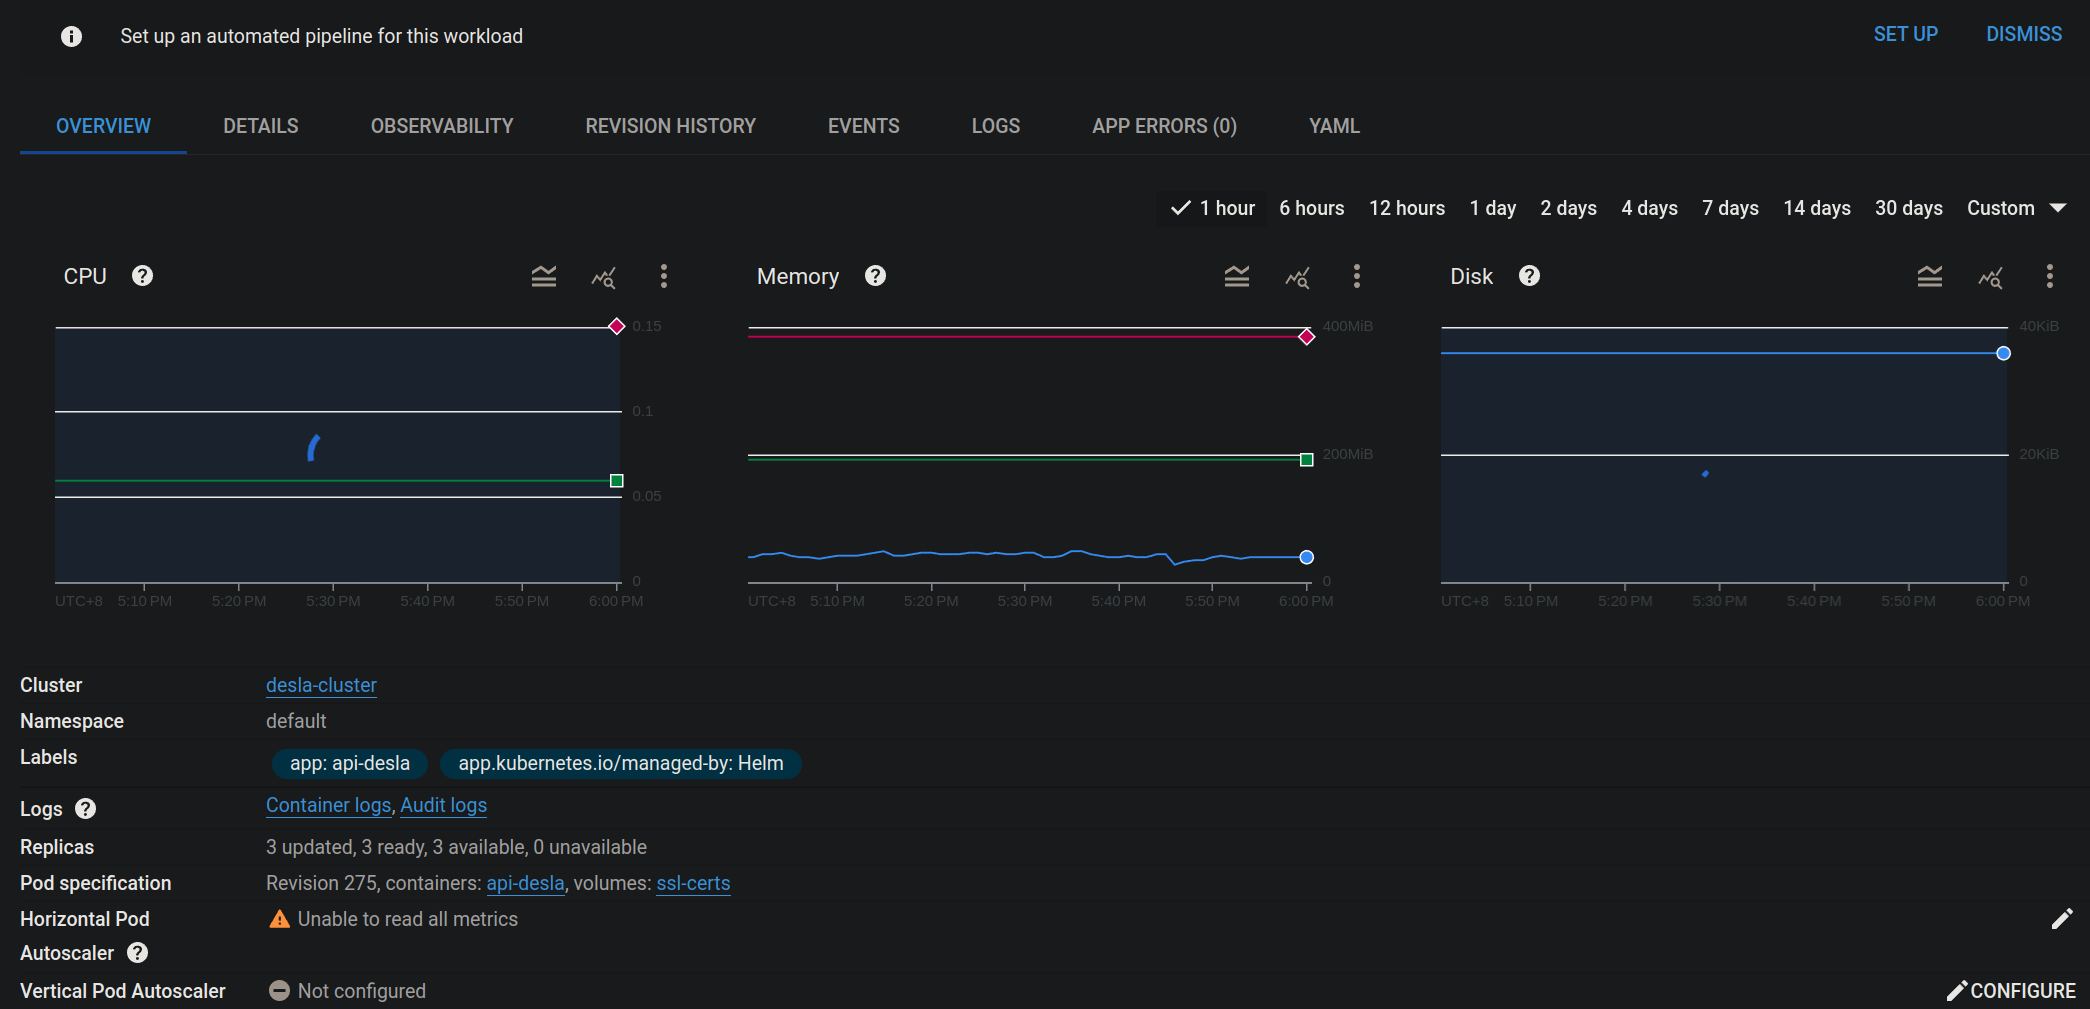 Set up an automated pipeline for this workload SET UP DISMISS
OVERVIEW DETAILS OBSERVABILITY REVISION HISTORY EVENTS LOGS APP ERRORS (0) YAML
1 hour 6 hours 12 hours 1 day 2 days 4 days 7 days 14 days 30 days Custom
CPU
0.15
0.1
0.05
0
UTC+8 5:10 PM 5:20 PM 5:30 PM 5:40 PM 5:50 PM 6:00 PM
Memory
400MiB
200MiB
0
UTC+8 5:10 PM 5:20 PM 5:30 PM 5:40 PM 5:50 PM 6:00 PM
Disk
40KiB
20KiB
0
UTC+8 5:10 PM 5:20 PM 5:30 PM 5:40 PM 5:50 PM 6:00 PM
Cluster desla-cluster
Namespace default
Labels app: api-desla app.kubernetes.io/managed-by: Helm
Logs Container logs, Audit logs
Replicas 3 updated, 3 ready, 3 available, 0 unavailable
Pod specification Revision 275, containers: api-desla, volumes: ssl-certs
Horizontal Pod Unable to read all metrics
Autoscaler
Vertical Pod Autoscaler Not configured CONFIGURE